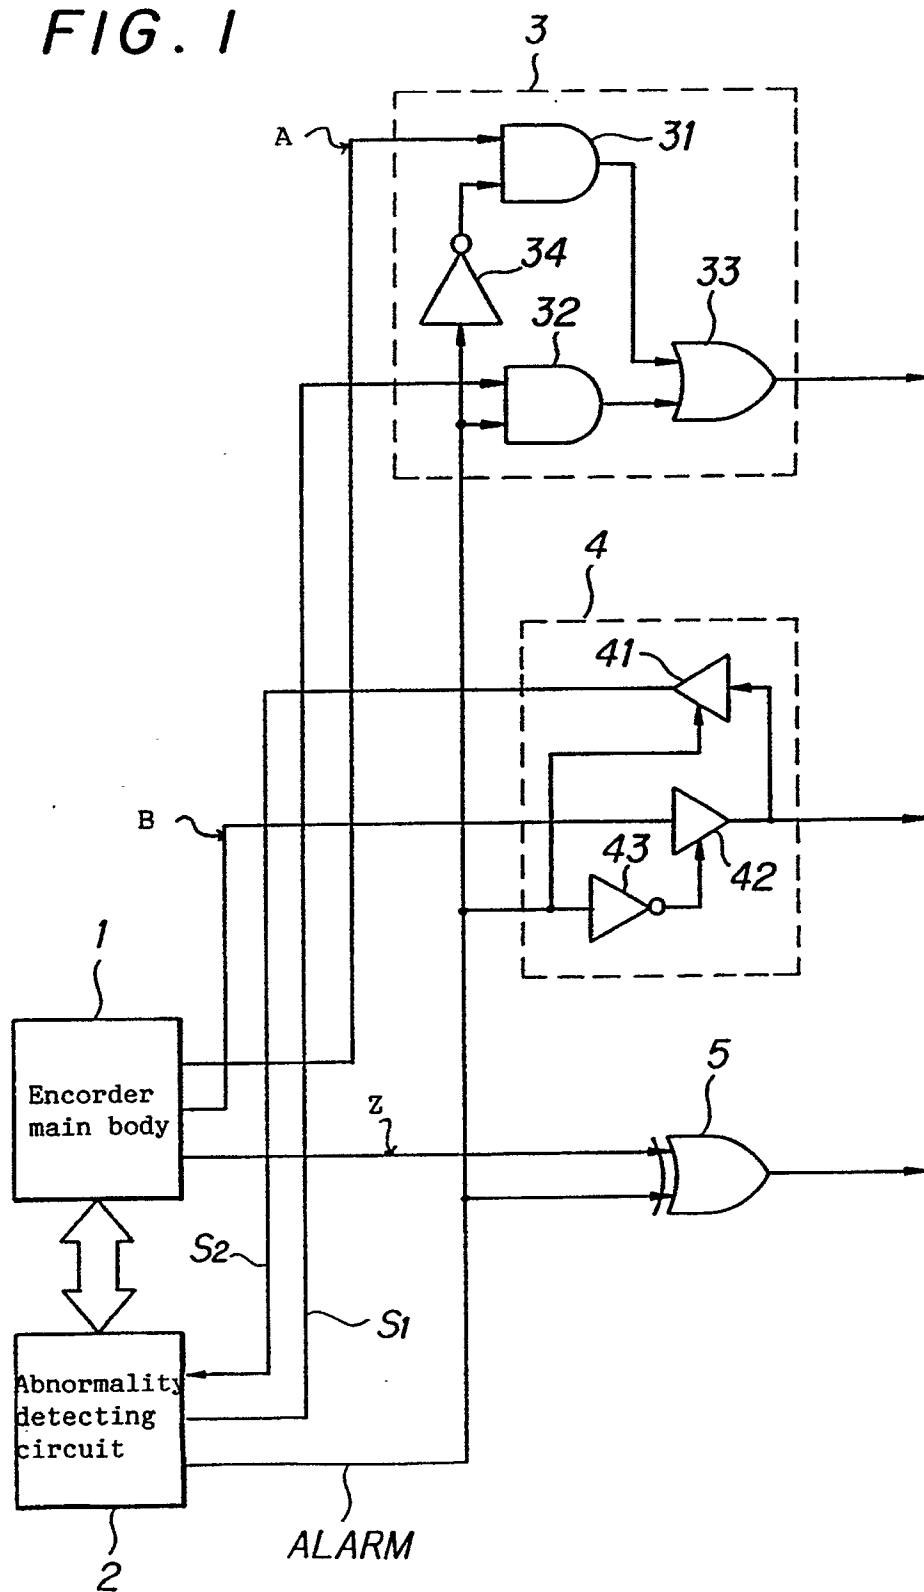 FIG. 1
3
A
31
34
33
32
4
41
B
43
42
1
Encorder
main body
5
Z
S2
S1
Abnormality
detecting
circuit
ALARM
2